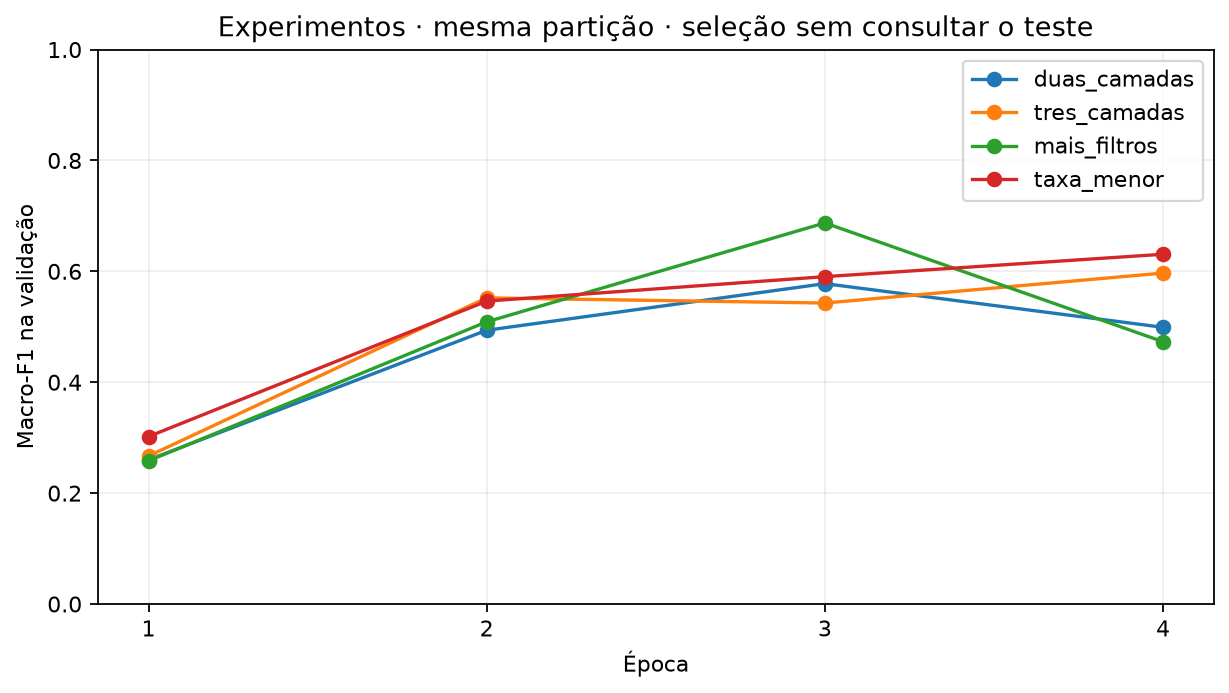 Experimentos · mesma partição · seleção sem consultar o teste
1.0
0.8
0.6
0.4
0.2
0.0
Macro-F1 na validação
duas_camadas
tres_camadas
mais_filtros
taxa_menor
1 2 3 4
Época